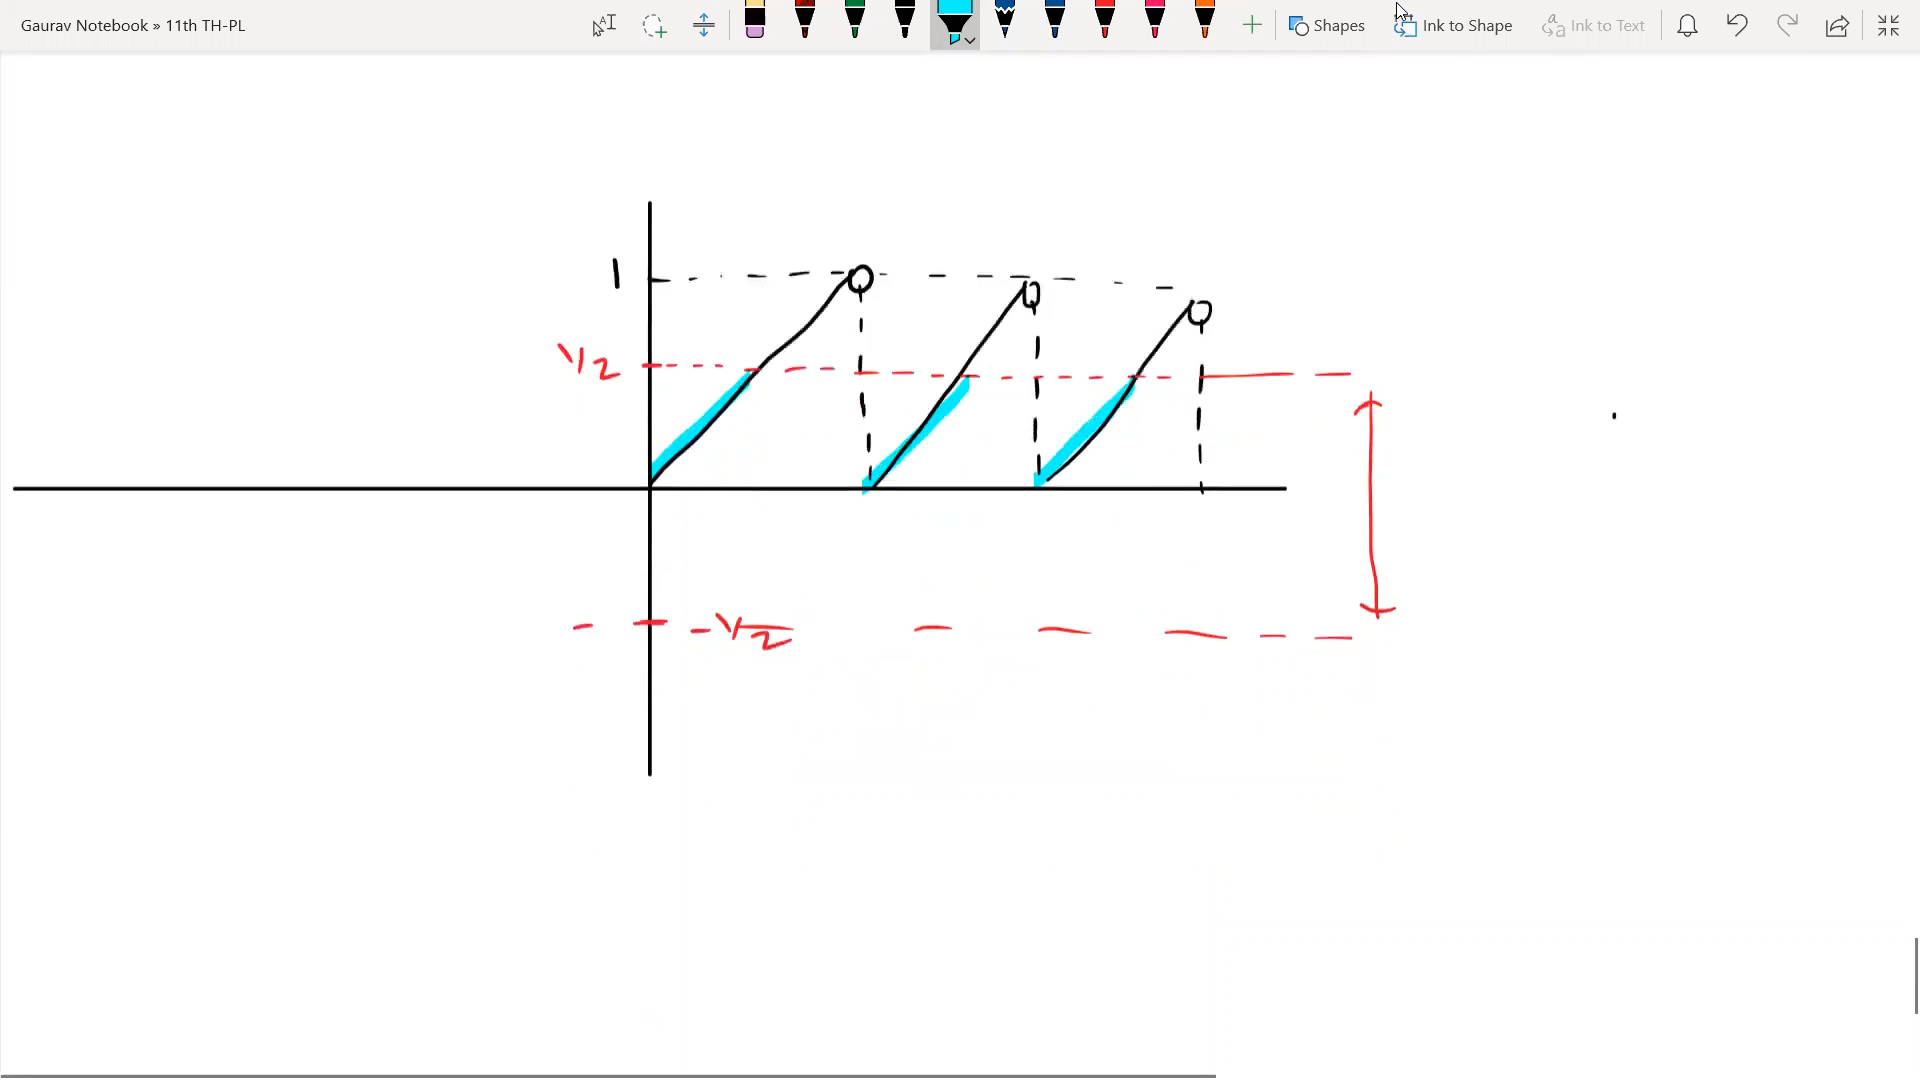 Gaurav Notebook » 11th TH-PL
Shapes
Ink to Shape
Ink to Text
1
1/2
-1/2